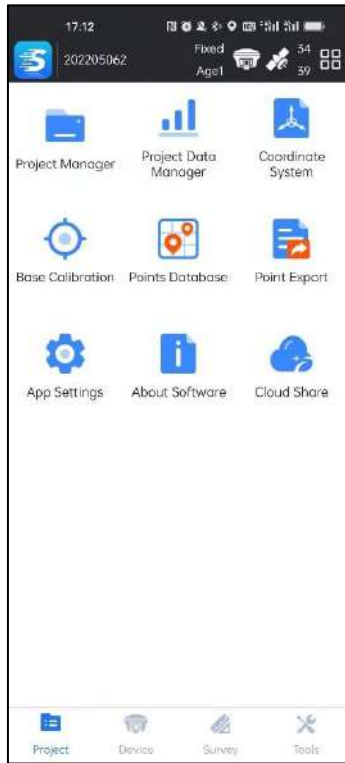 17:12
202205062
Fixed
Age1
34
39
Project Manager
Project Data
Manager
Coordinate
System
Base Calibration
Points Database
Point Export
App Settings
About Software
Cloud Share
Project
Device
Survey
Tools